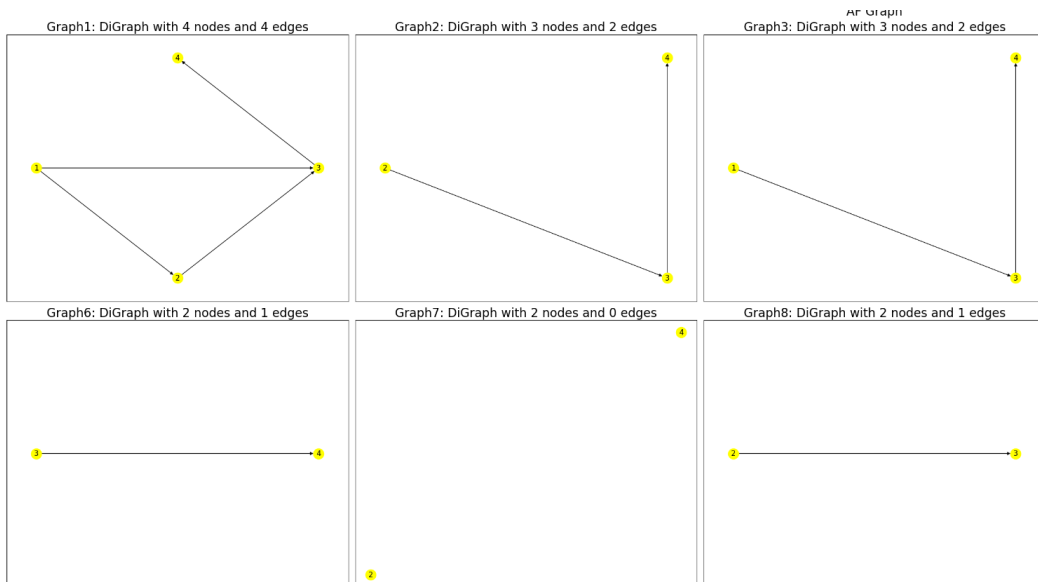 AF Graph
Graph1: DiGraph with 4 nodes and 4 edges
Graph2: DiGraph with 3 nodes and 2 edges
Graph3: DiGraph with 3 nodes and 2 edges
4
1
3
2
4
2
3
4
1
3
Graph6: DiGraph with 2 nodes and 1 edges
Graph7: DiGraph with 2 nodes and 0 edges
Graph8: DiGraph with 2 nodes and 1 edges
3
4
4
2
2
3